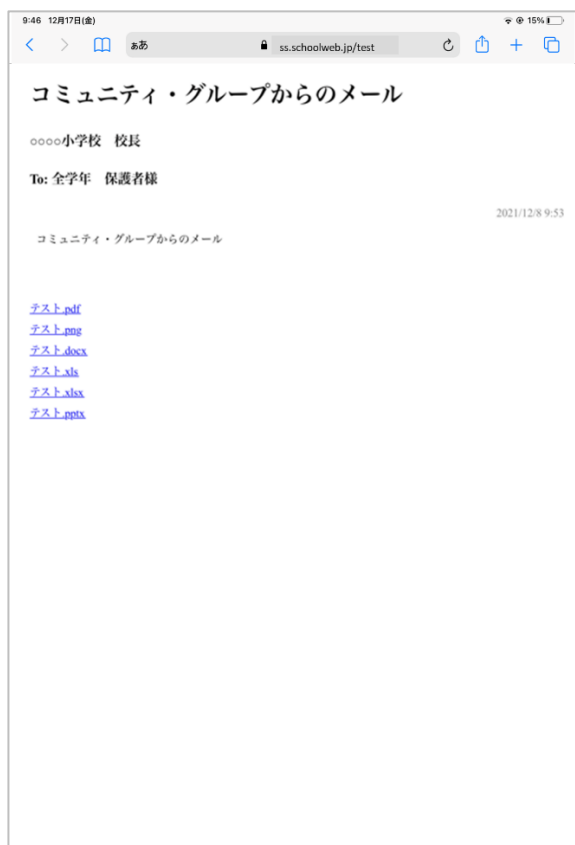 9:46 12月17日(金)
15%
ああ
ss.schoolweb.jp/test
コミュニティ・グループからのメール
○○○○小学校　校長
To: 全学年　保護者様
2021/12/8 9:53
コミュニティ・グループからのメール
テスト.pdf
テスト.png
テスト.docx
テスト.xls
テスト.xlsx
テスト.pptx